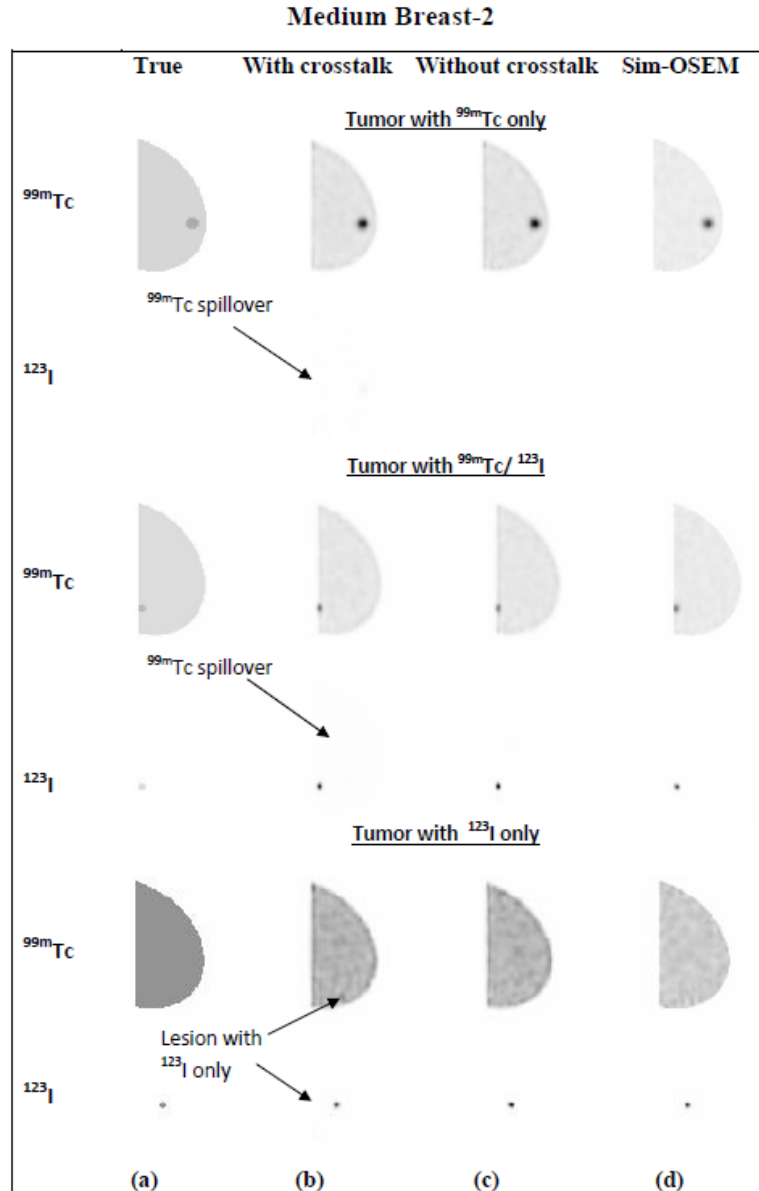 Medium Breast-2
True With crosstalk Without crosstalk Sim-OSEM
Tumor with ⁹⁹ᵐTc only
⁹⁹ᵐTc
⁹⁹ᵐTc spillover
¹²³I
Tumor with ⁹⁹ᵐTc/ ¹²³I
⁹⁹ᵐTc
⁹⁹ᵐTc spillover
¹²³I
Tumor with ¹²³I only
⁹⁹ᵐTc
Lesion with
¹²³I only
¹²³I
(a) (b) (c) (d)